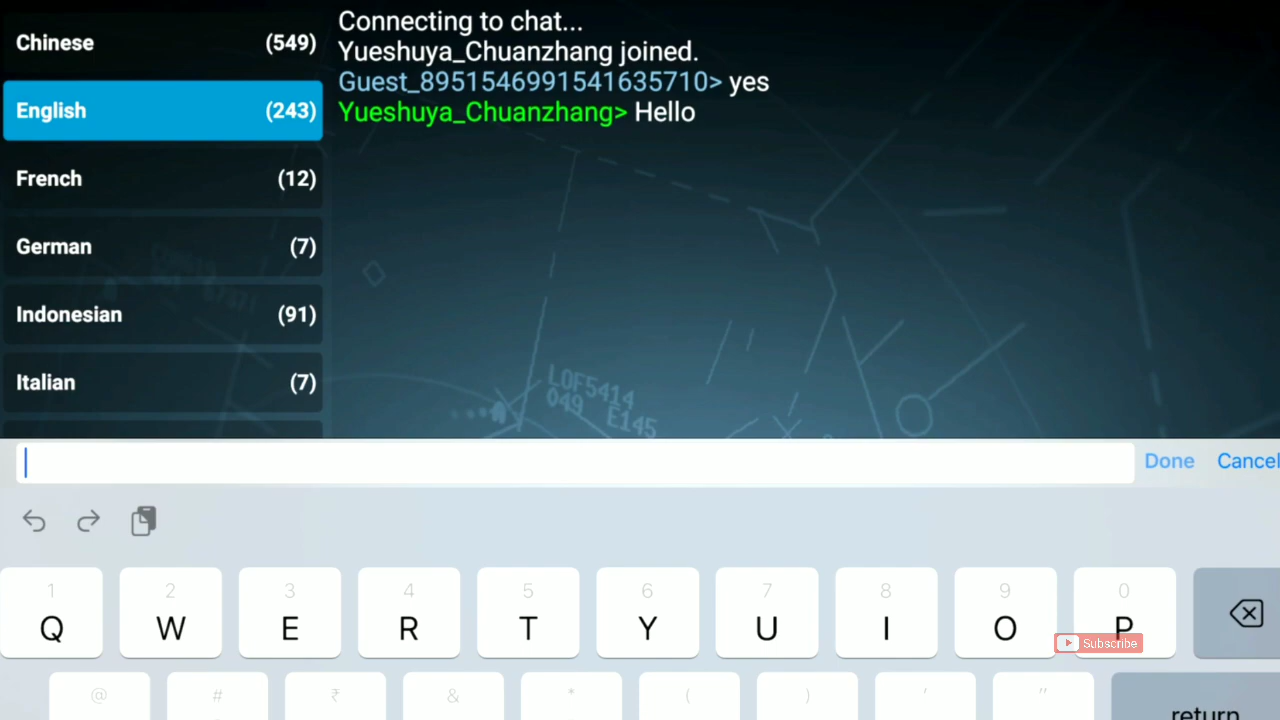 Chinese (549)
English (243)
French (12)
German (7)
Indonesian (91)
Italian (7)
Connecting to chat...
Yueshuya_Chuanzhang joined.
Guest_8951546991541635710> yes
Yueshuya_Chuanzhang> Hello
LOF5414
049 E145
Done Cancel
1 2 3 4 5 6 7 8 9 0
Q W E R T Y U I O P
Subscribe
@ # ₹ & * ( ) ' "
return